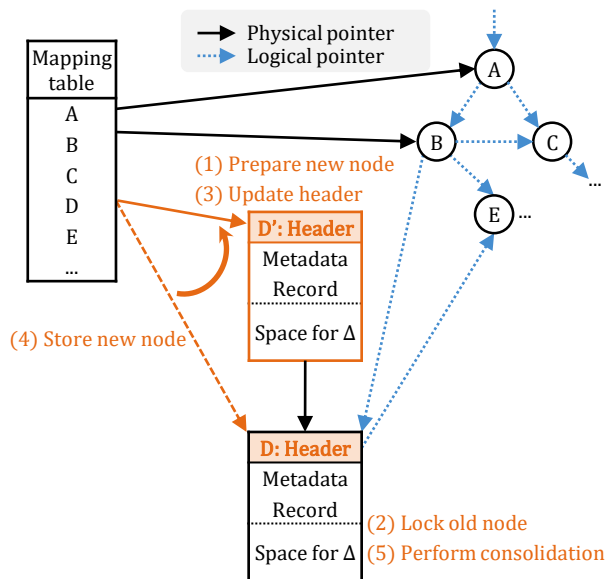 Physical pointer
Logical pointer
Mapping
table
A
B
C
D
E
...
A
B
C
...
E
...
(1) Prepare new node
(3) Update header
D': Header
Metadata
Record
Space for Δ
(4) Store new node
D: Header
Metadata
Record
Space for Δ
(2) Lock old node
(5) Perform consolidation